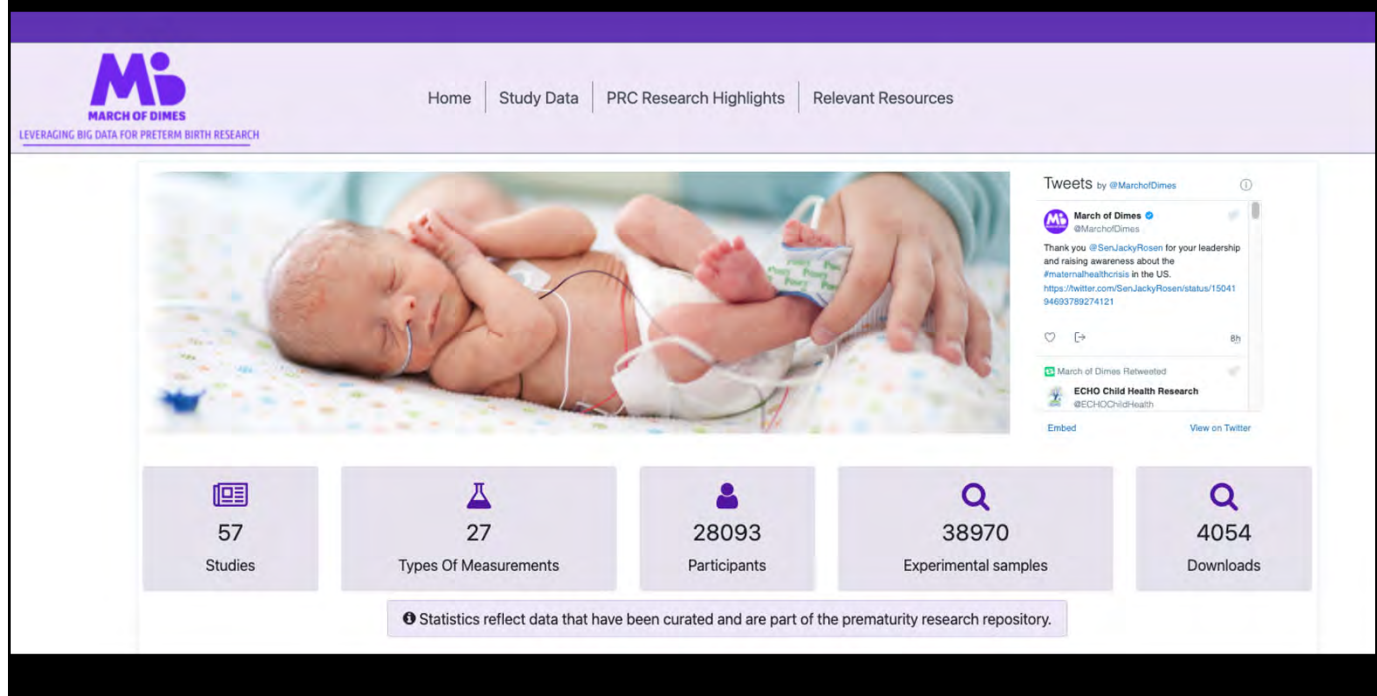 MARCH OF DIMES
LEVERAGING BIG DATA FOR PRETERM BIRTH RESEARCH
Home
Study Data
PRC Research Highlights
Relevant Resources
Tweets by @MarchofDimes
March of Dimes
@MarchofDimes
Thank you @SenJackyRosen for your leadership
and raising awareness about the
#maternalhealthcrisis in the US.
https://twitter.com/SenJackyRosen/status/15041
94693789274121
8h
March of Dimes Retweeted
ECHO Child Health Research
@ECHOChildHealth
Embed
View on Twitter
57
Studies
27
Types Of Measurements
28093
Participants
38970
Experimental samples
4054
Downloads
Statistics reflect data that have been curated and are part of the prematurity research repository.